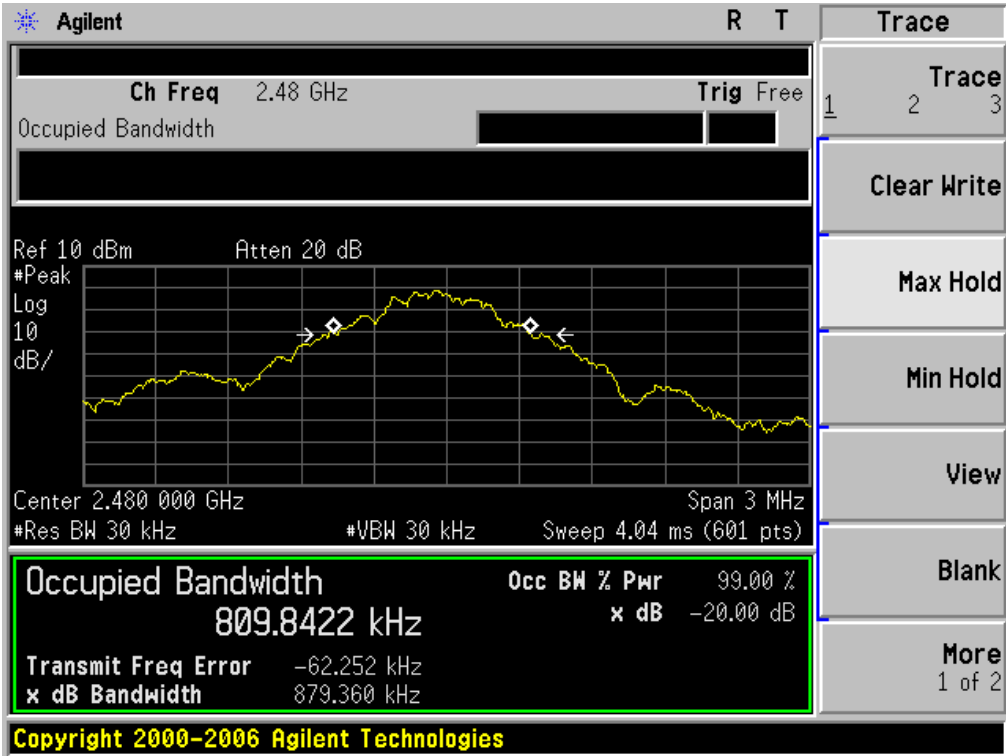 Agilent R T Trace
Ch Freq 2.48 GHz Trig Free
Occupied Bandwidth
Trace
1 2 3
Clear Write
Max Hold
Min Hold
View
Blank
More
1 of 2
Ref 10 dBm Atten 20 dB
#Peak
Log
10
dB/
Center 2.480 000 GHz Span 3 MHz
#Res BW 30 kHz #VBW 30 kHz Sweep 4.04 ms (601 pts)
Occupied Bandwidth Occ BW % Pwr 99.00 %
809.8422 kHz x dB -20.00 dB
Transmit Freq Error -62.252 kHz
x dB Bandwidth 879.360 kHz
Copyright 2000-2006 Agilent Technologies